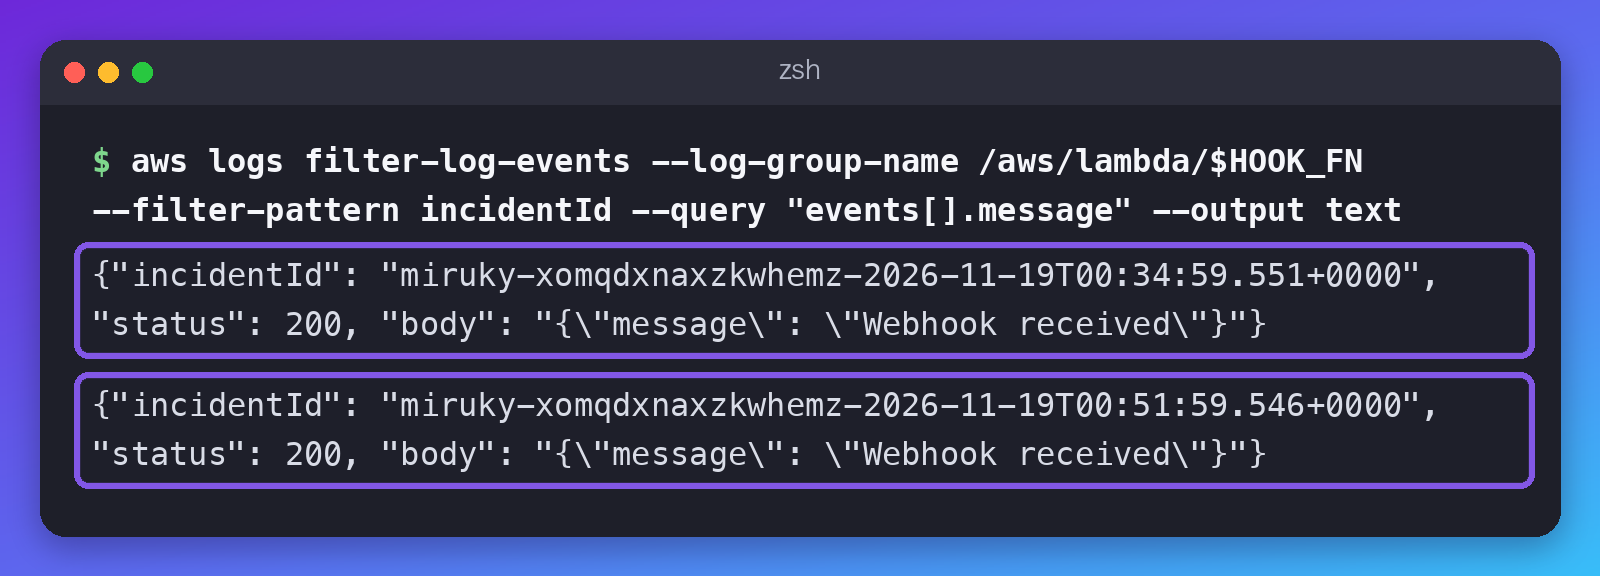 zsh
$ aws logs filter-log-events --log-group-name /aws/lambda/$HOOK_FN
--filter-pattern incidentId --query "events[].message" --output text
{"incidentId": "miruky-xomqdxnaxzkwhemz-2026-11-19T00:34:59.551+0000",
"status": 200, "body": "{\"message\": \"Webhook received\"}"}
{"incidentId": "miruky-xomqdxnaxzkwhemz-2026-11-19T00:51:59.546+0000",
"status": 200, "body": "{\"message\": \"Webhook received\"}"}